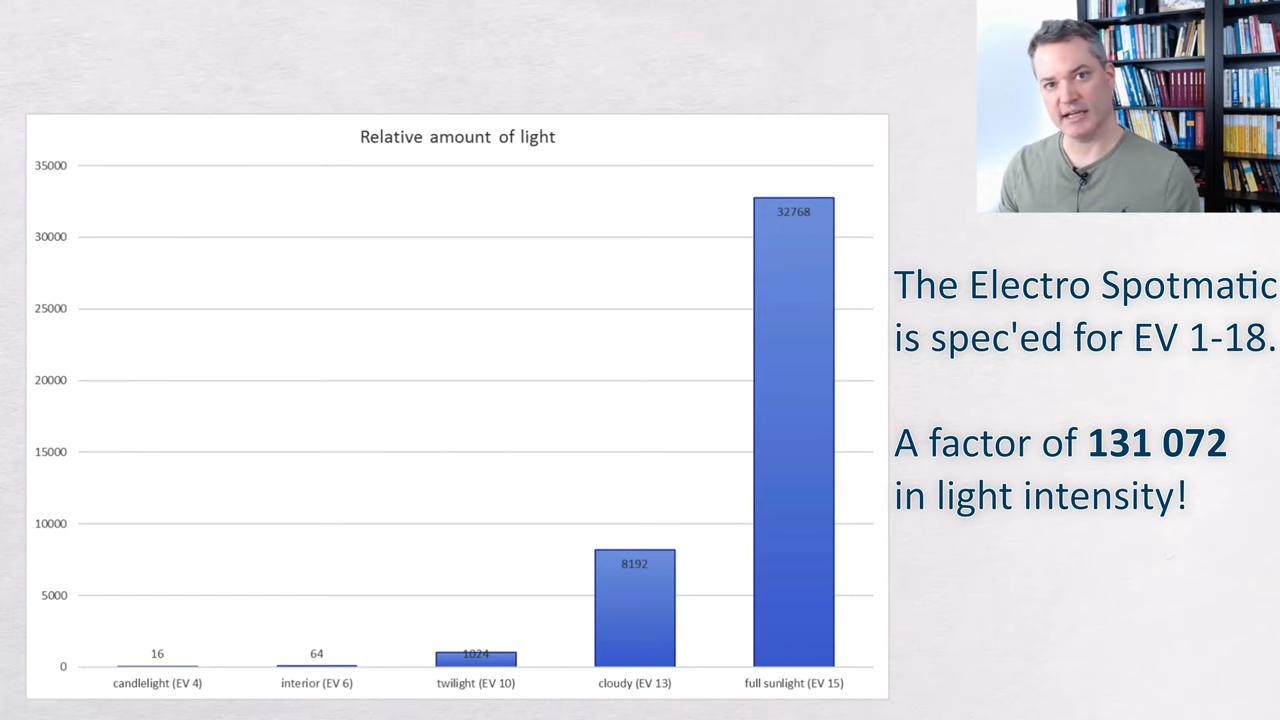 Relative amount of light
35000
30000
25000
20000
15000
10000
5000
0
16
64
1024
8192
32768
candlelight (EV 4)
interior (EV 6)
twilight (EV 10)
cloudy (EV 13)
full sunlight (EV 15)
The Electro Spotmatic
is spec'ed for EV 1-18.
A factor of 131 072
in light intensity!